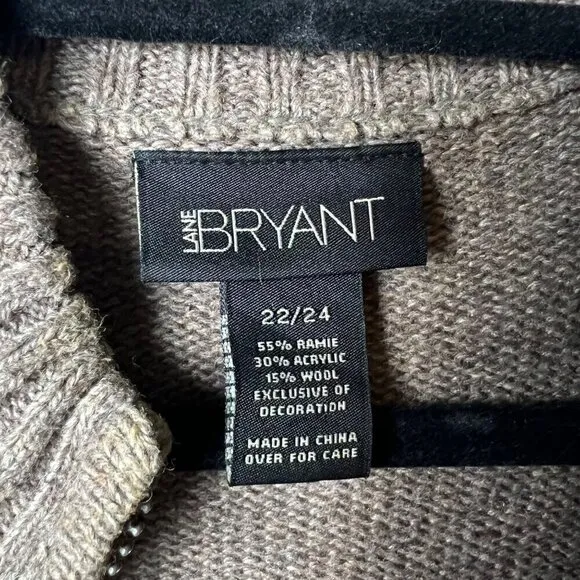 LANE BRYANT
22/24
55% RAMIE
30% ACRYLIC
15% WOOL
EXCLUSIVE OF
DECORATION
MADE IN CHINA
OVER FOR CARE